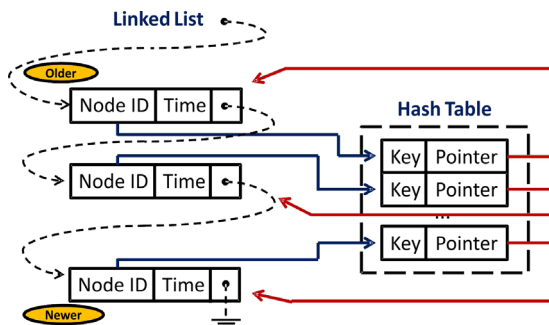 Linked List
Older
Node ID Time
Hash Table
Key Pointer
Node ID Time
Key Pointer
...
Key Pointer
Node ID Time
Newer